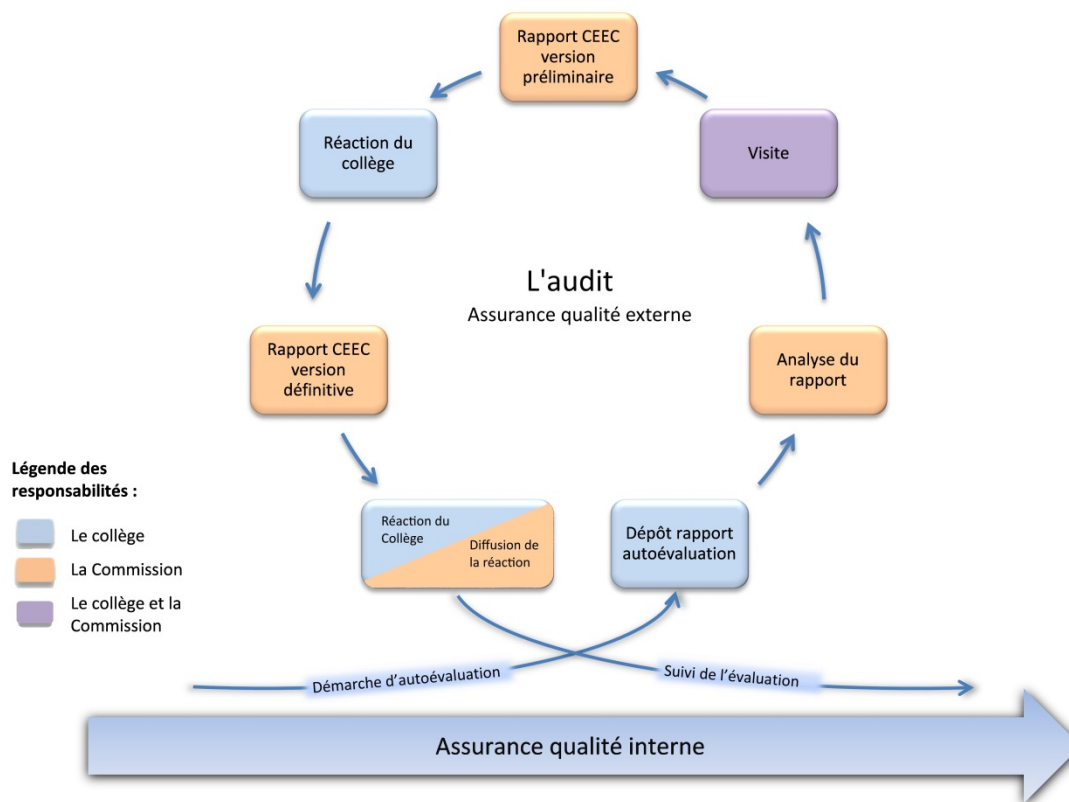 Rapport CEEC
version
préliminaire
Réaction du
collège
Visite
L'audit
Assurance qualité externe
Rapport CEEC
version
définitive
Analyse du
rapport
Légende des
responsabilités :
Le collège
La Commission
Le collège et la
Commission
Réaction du
Collège
Diffusion de
la réaction
Dépôt rapport
autoévaluation
Démarche d'autoévaluation
Suivi de l'évaluation
Assurance qualité interne